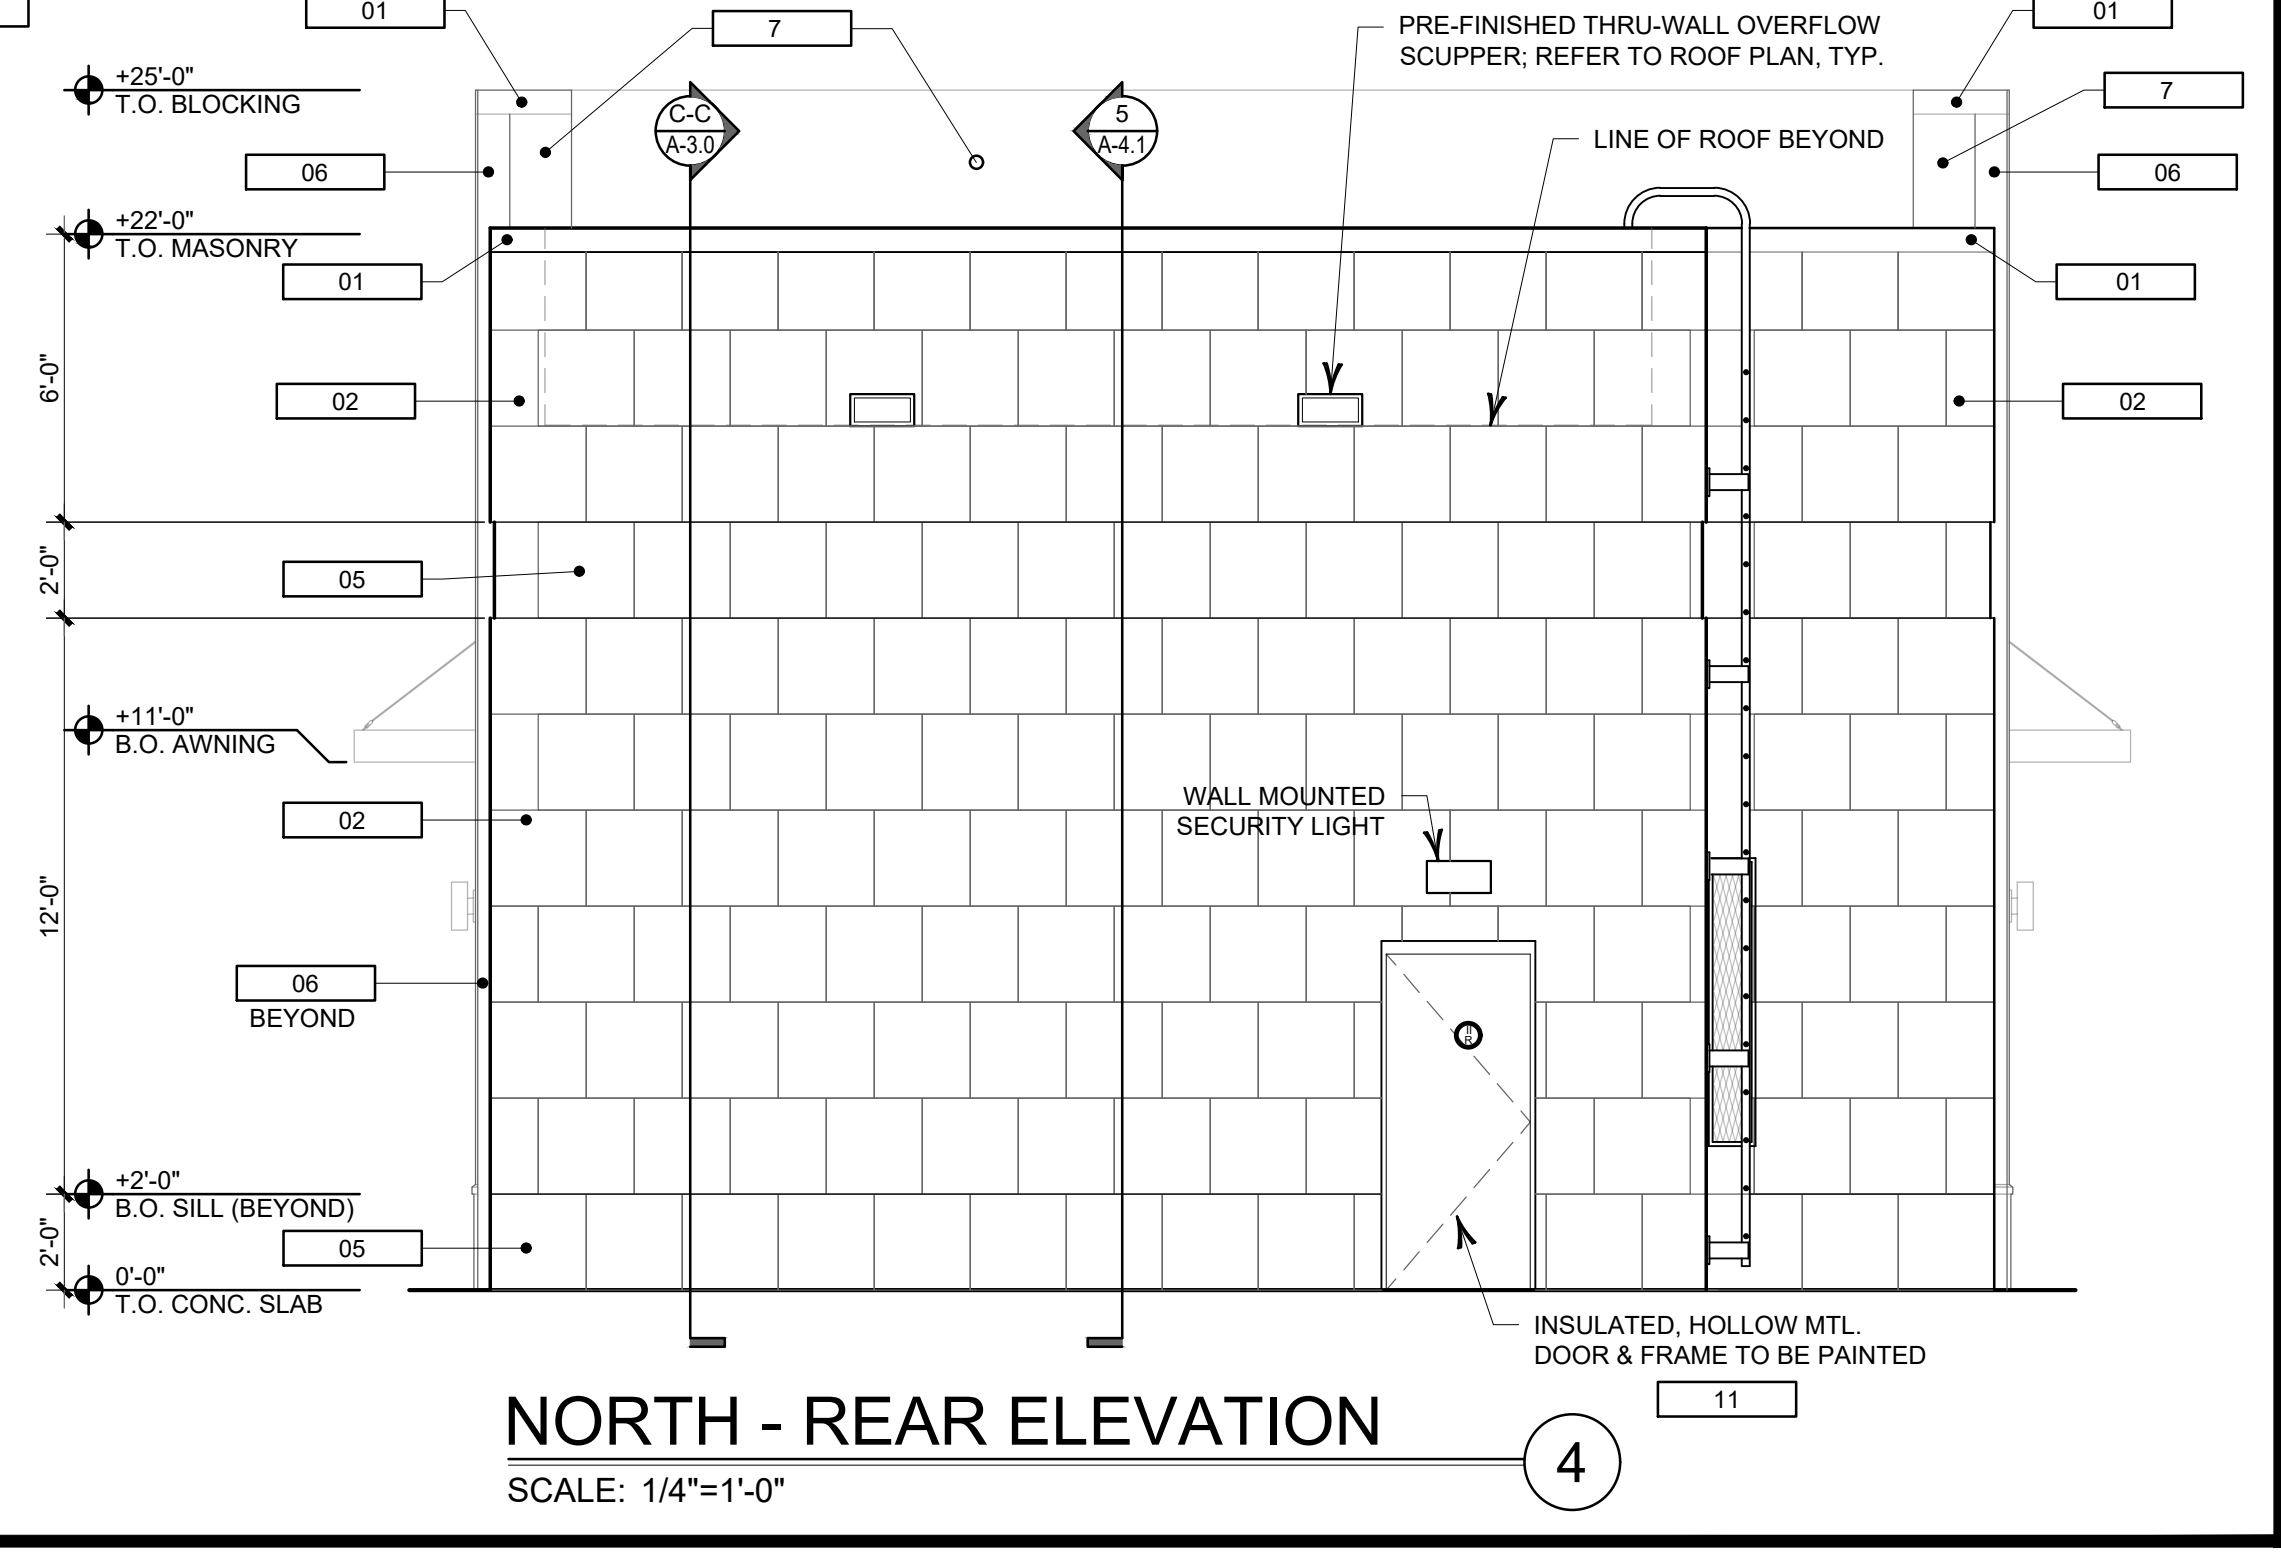 01
7
PRE-FINISHED THRU-WALL OVERFLOW
SCUPPER; REFER TO ROOF PLAN, TYP.
01
+25'-0"
T.O. BLOCKING
C-C
A-3.0
5
A-4.1
LINE OF ROOF BEYOND
7
06
06
+22'-0"
T.O. MASONRY
01
01
6'-0"
02
02
2'-0"
05
+11'-0"
B.O. AWNING
WALL MOUNTED
SECURITY LIGHT
02
12'-0"
06
BEYOND
II
R
+2'-0"
B.O. SILL (BEYOND)
2'-0"
05
0'-0"
T.O. CONC. SLAB
INSULATED, HOLLOW MTL.
DOOR & FRAME TO BE PAINTED
11
NORTH - REAR ELEVATION
4
SCALE: 1/4"=1'-0"